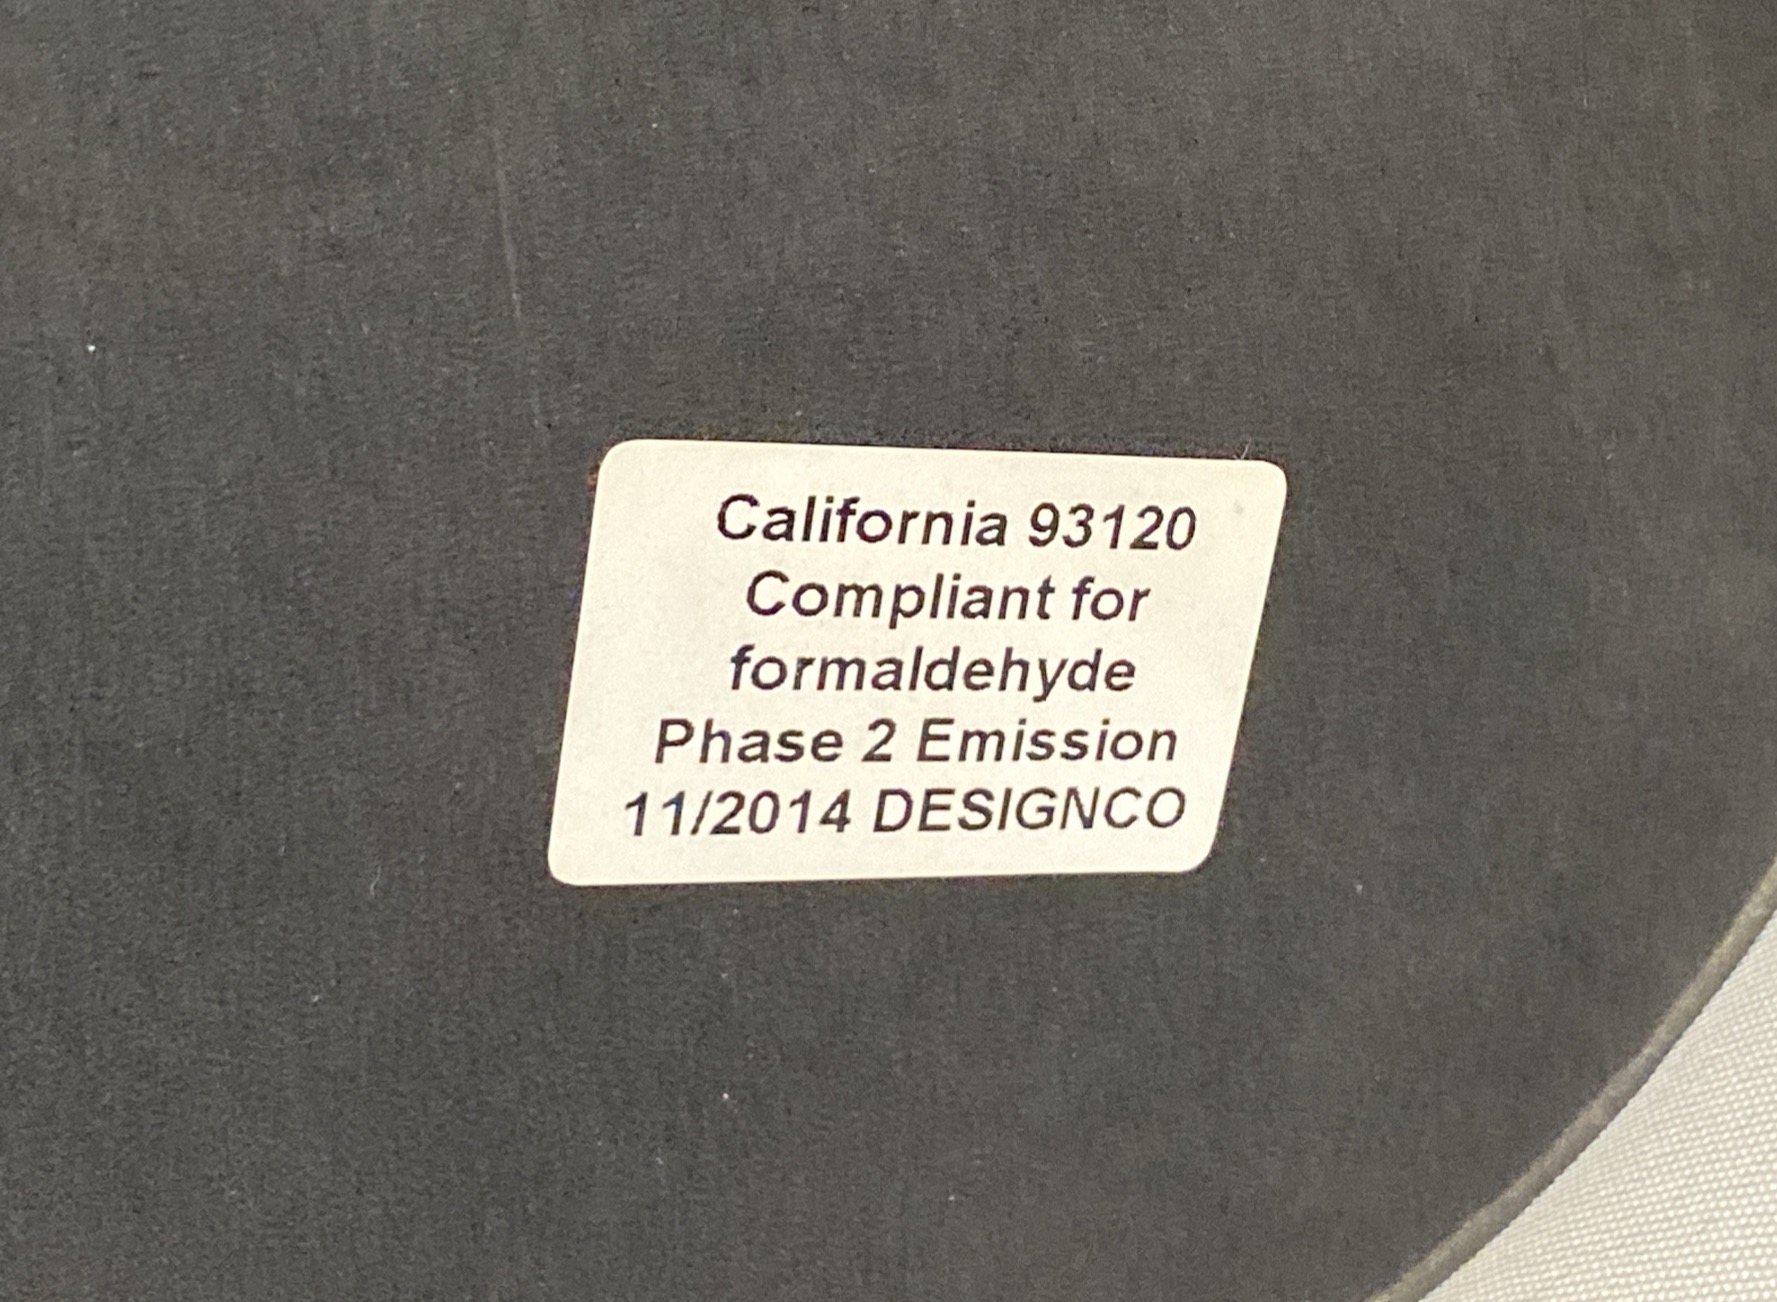 California 93120
Compliant for
formaldehyde
Phase 2 Emission
11/2014 DESIGNCO